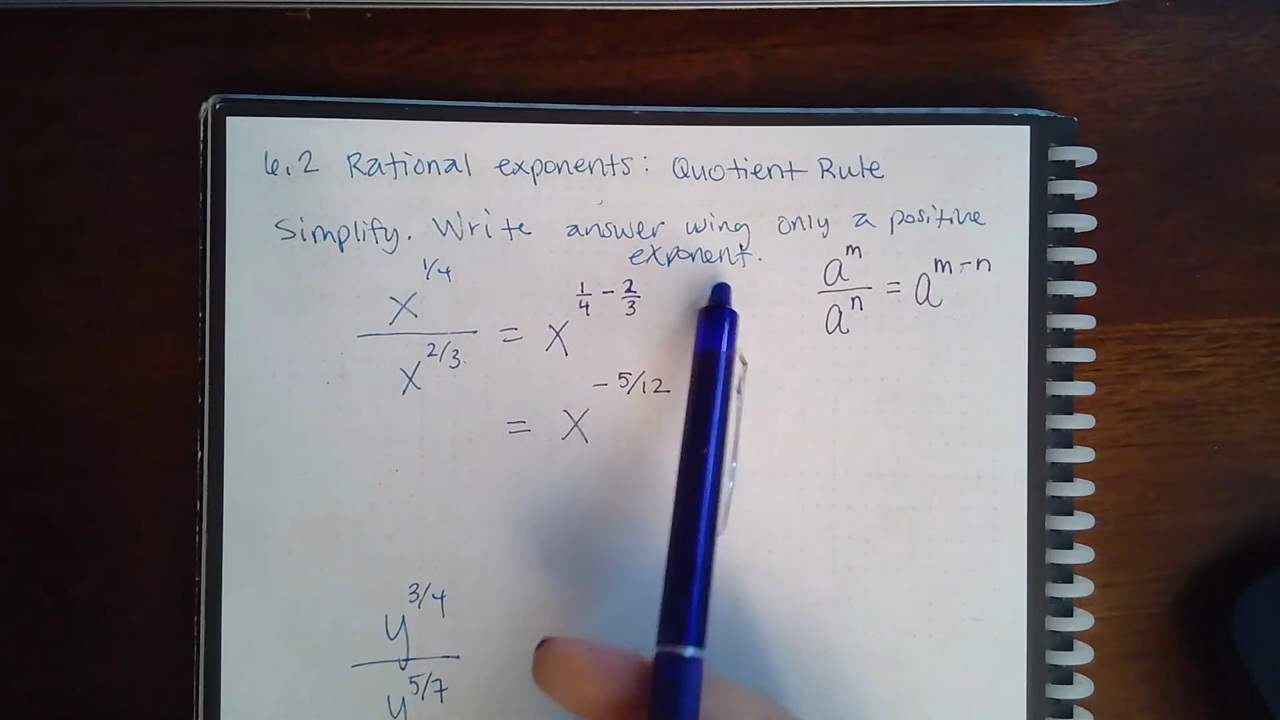 6.2 Rational exponents: Quotient Rule
Simplify. Write answer using only a positive
exponent.
x^{1/4} / x^{2/3} = x^{1/4 - 2/3}
a^m / a^n = a^{m-n}
= x^{-5/12}
y^{3/4} / y^{5/7}